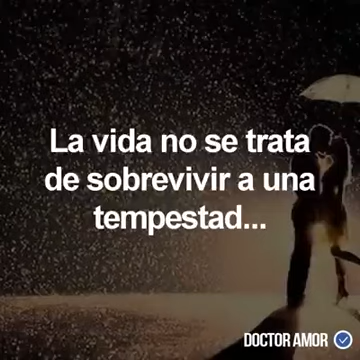 La vida no se trata
de sobrevivir a una
tempestad...
DOCTOR AMOR